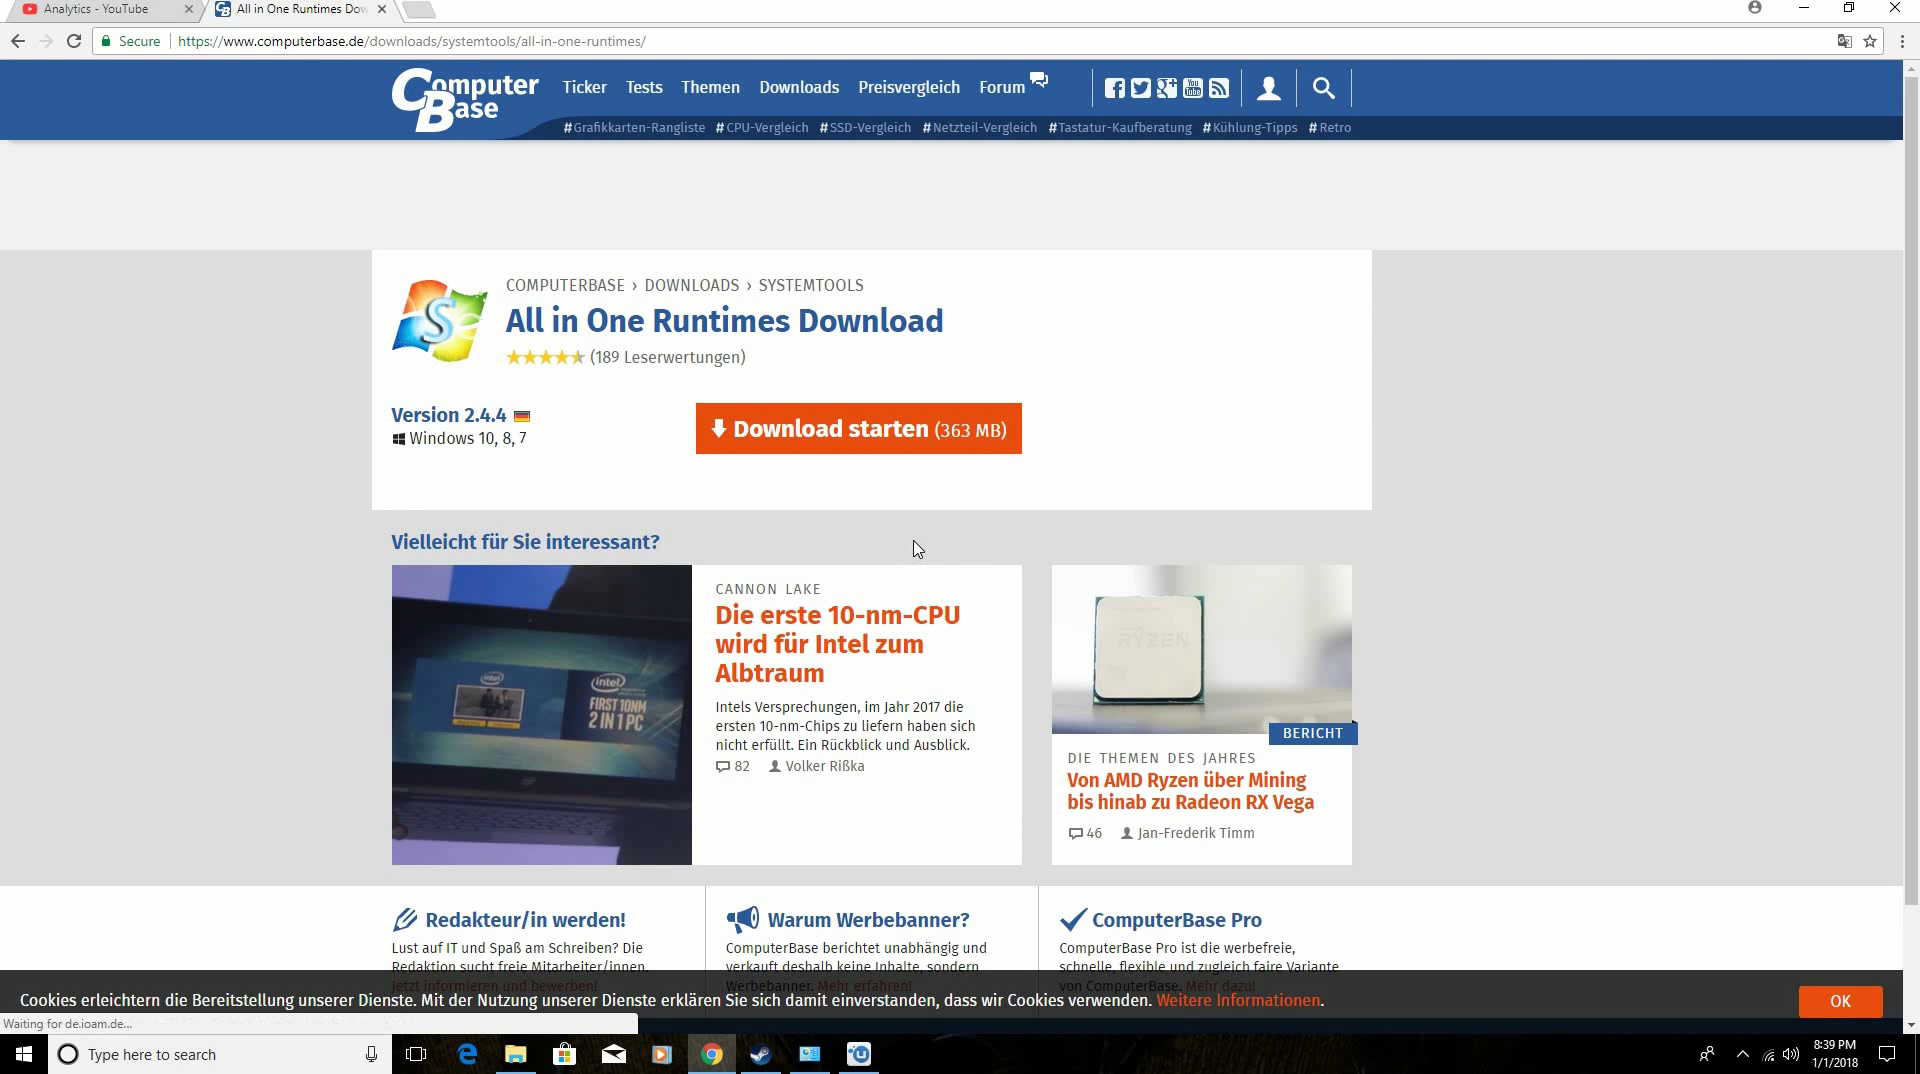 Analytics - YouTube
All in One Runtimes Dow
Secure https://www.computerbase.de/downloads/systemtools/all-in-one-runtimes/
ComputerBase
Ticker Tests Themen Downloads Preisvergleich Forum
#Grafikkarten-Rangliste #CPU-Vergleich #SSD-Vergleich #Netzteil-Vergleich #Tastatur-Kaufberatung #Kühlung-Tipps #Retro
COMPUTERBASE › DOWNLOADS › SYSTEMTOOLS
All in One Runtimes Download
(189 Leserwertungen)
Version 2.4.4
Windows 10, 8, 7
Download starten (363 MB)
Vielleicht für Sie interessant?
intel
intel
FIRST 10NM
2 IN 1 PC
CANNON LAKE
Die erste 10-nm-CPU
wird für Intel zum
Albtraum
Intels Versprechungen, im Jahr 2017 die
ersten 10-nm-Chips zu liefern haben sich
nicht erfüllt. Ein Rückblick und Ausblick.
82 Volker Rißka
RYZEN
BERICHT
DIE THEMEN DES JAHRES
Von AMD Ryzen über Mining
bis hinab zu Radeon RX Vega
46 Jan-Frederik Timm
Redakteur/in werden!
Lust auf IT und Spaß am Schreiben? Die
Redaktion sucht freie Mitarbeiter/innen.
Jetzt informieren und bewerben!
Warum Werbebanner?
ComputerBase berichtet unabhängig und
verkauft deshalb keine Inhalte, sondern
Werbebanner. Mehr erfahren!
ComputerBase Pro
ComputerBase Pro ist die werbefreie,
schnelle, flexible und zugleich faire Variante
von ComputerBase. Mehr dazu!
Cookies erleichtern die Bereitstellung unserer Dienste. Mit der Nutzung unserer Dienste erklären Sie sich damit einverstanden, dass wir Cookies verwenden. Weitere Informationen.
OK
Waiting for de.ioam.de...
Type here to search
8:39 PM
1/1/2018